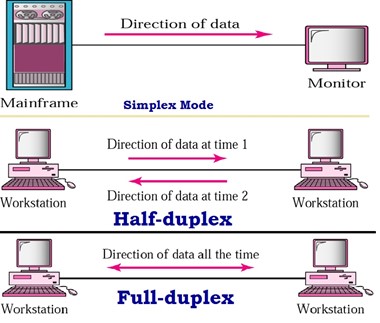 Direction of data
Mainframe
Monitor
Simplex Mode
Direction of data at time 1
Direction of data at time 2
Workstation
Workstation
Half-duplex
Direction of data all the time
Workstation
Workstation
Full-duplex